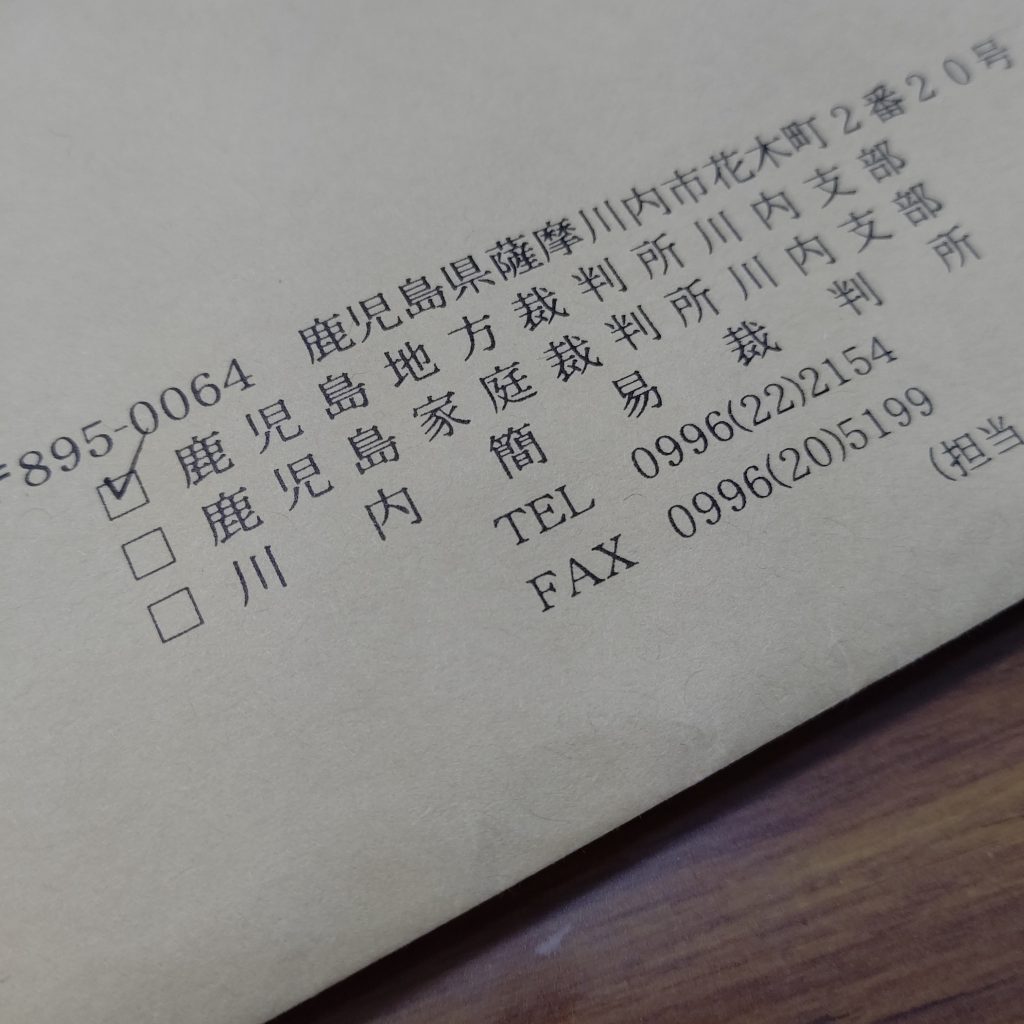 〒895-0064 鹿児島県薩摩川内市花木町2番20号
☑ 鹿児島地方裁判所川内支部
□ 鹿児島家庭裁判所川内支部
□ 川内簡易裁判所
TEL 0996(22)2154
FAX 0996(20)5199
(担当